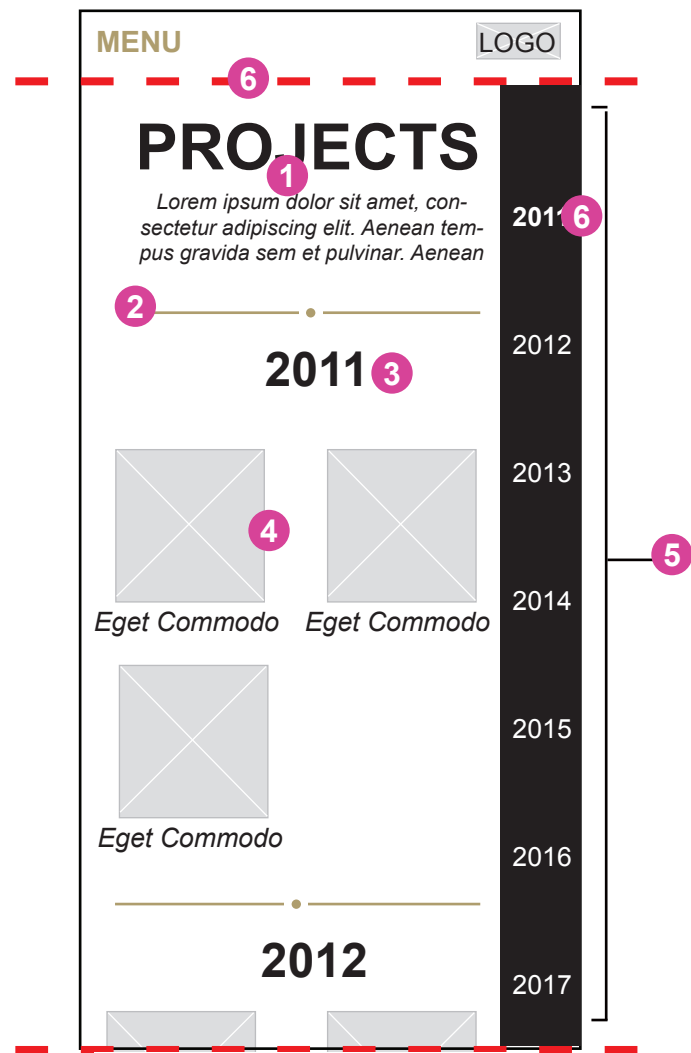 MENU
LOGO
6
PROJECTS
1
Lorem ipsum dolor sit amet, con-
sectetur adipiscing elit. Aenean tem-
pus gravida sem et pulvinar. Aenean
2
2011
3
4
Eget Commodo
Eget Commodo
Eget Commodo
2012
2011
6
2012
2013
2014
2015
2016
2017
5